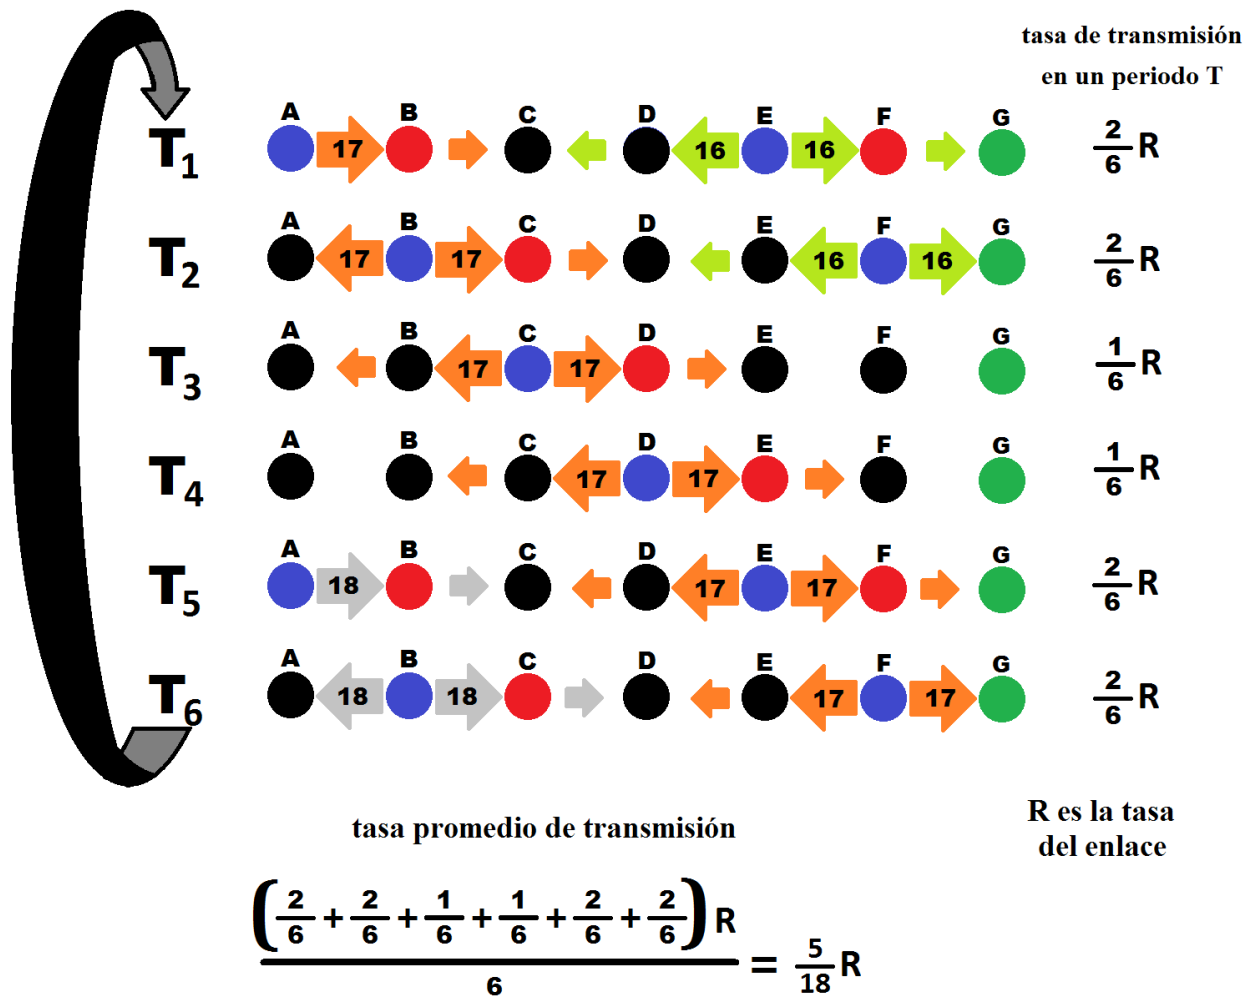 tasa de transmisión
en un periodo T
A B C D E F G
T1 17 16 16 2/6 R
A B C D E F G
T2 17 17 16 16 2/6 R
A B C D E F G
T3 17 17 1/6 R
A B C D E F G
T4 17 17 1/6 R
A B C D E F G
T5 18 17 17 2/6 R
A B C D E F G
T6 18 18 17 17 2/6 R
R es la tasa
del enlace
tasa promedio de transmisión
(2/6 + 2/6 + 1/6 + 1/6 + 2/6 + 2/6) R
6 = 5/18 R